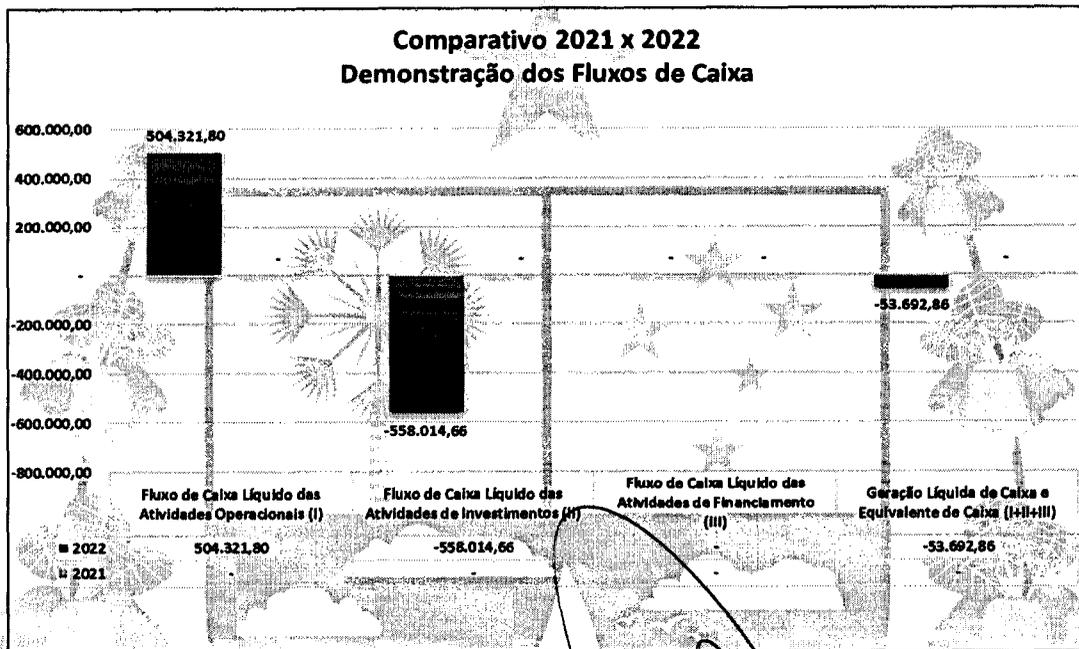 Comparativo 2021 x 2022
Demonstração dos Fluxos de Caixa
600.000,00
400.000,00
200.000,00
-
-200.000,00
-400.000,00
-600.000,00
-800.000,00
504.321,80
-
-558.014,66
-
-
-
-53.692,86
-
Fluxo de Caixa Líquido das
Atividades Operacionais (I)
Fluxo de Caixa Líquido das
Atividades de Investimentos (II)
Fluxo de Caixa Líquido das
Atividades de Financiamento
(III)
Geração Líquida de Caixa e
Equivalente de Caixa (I+II+III)
2022 504.321,80 -558.014,66 - -53.692,86
2021 - - - -